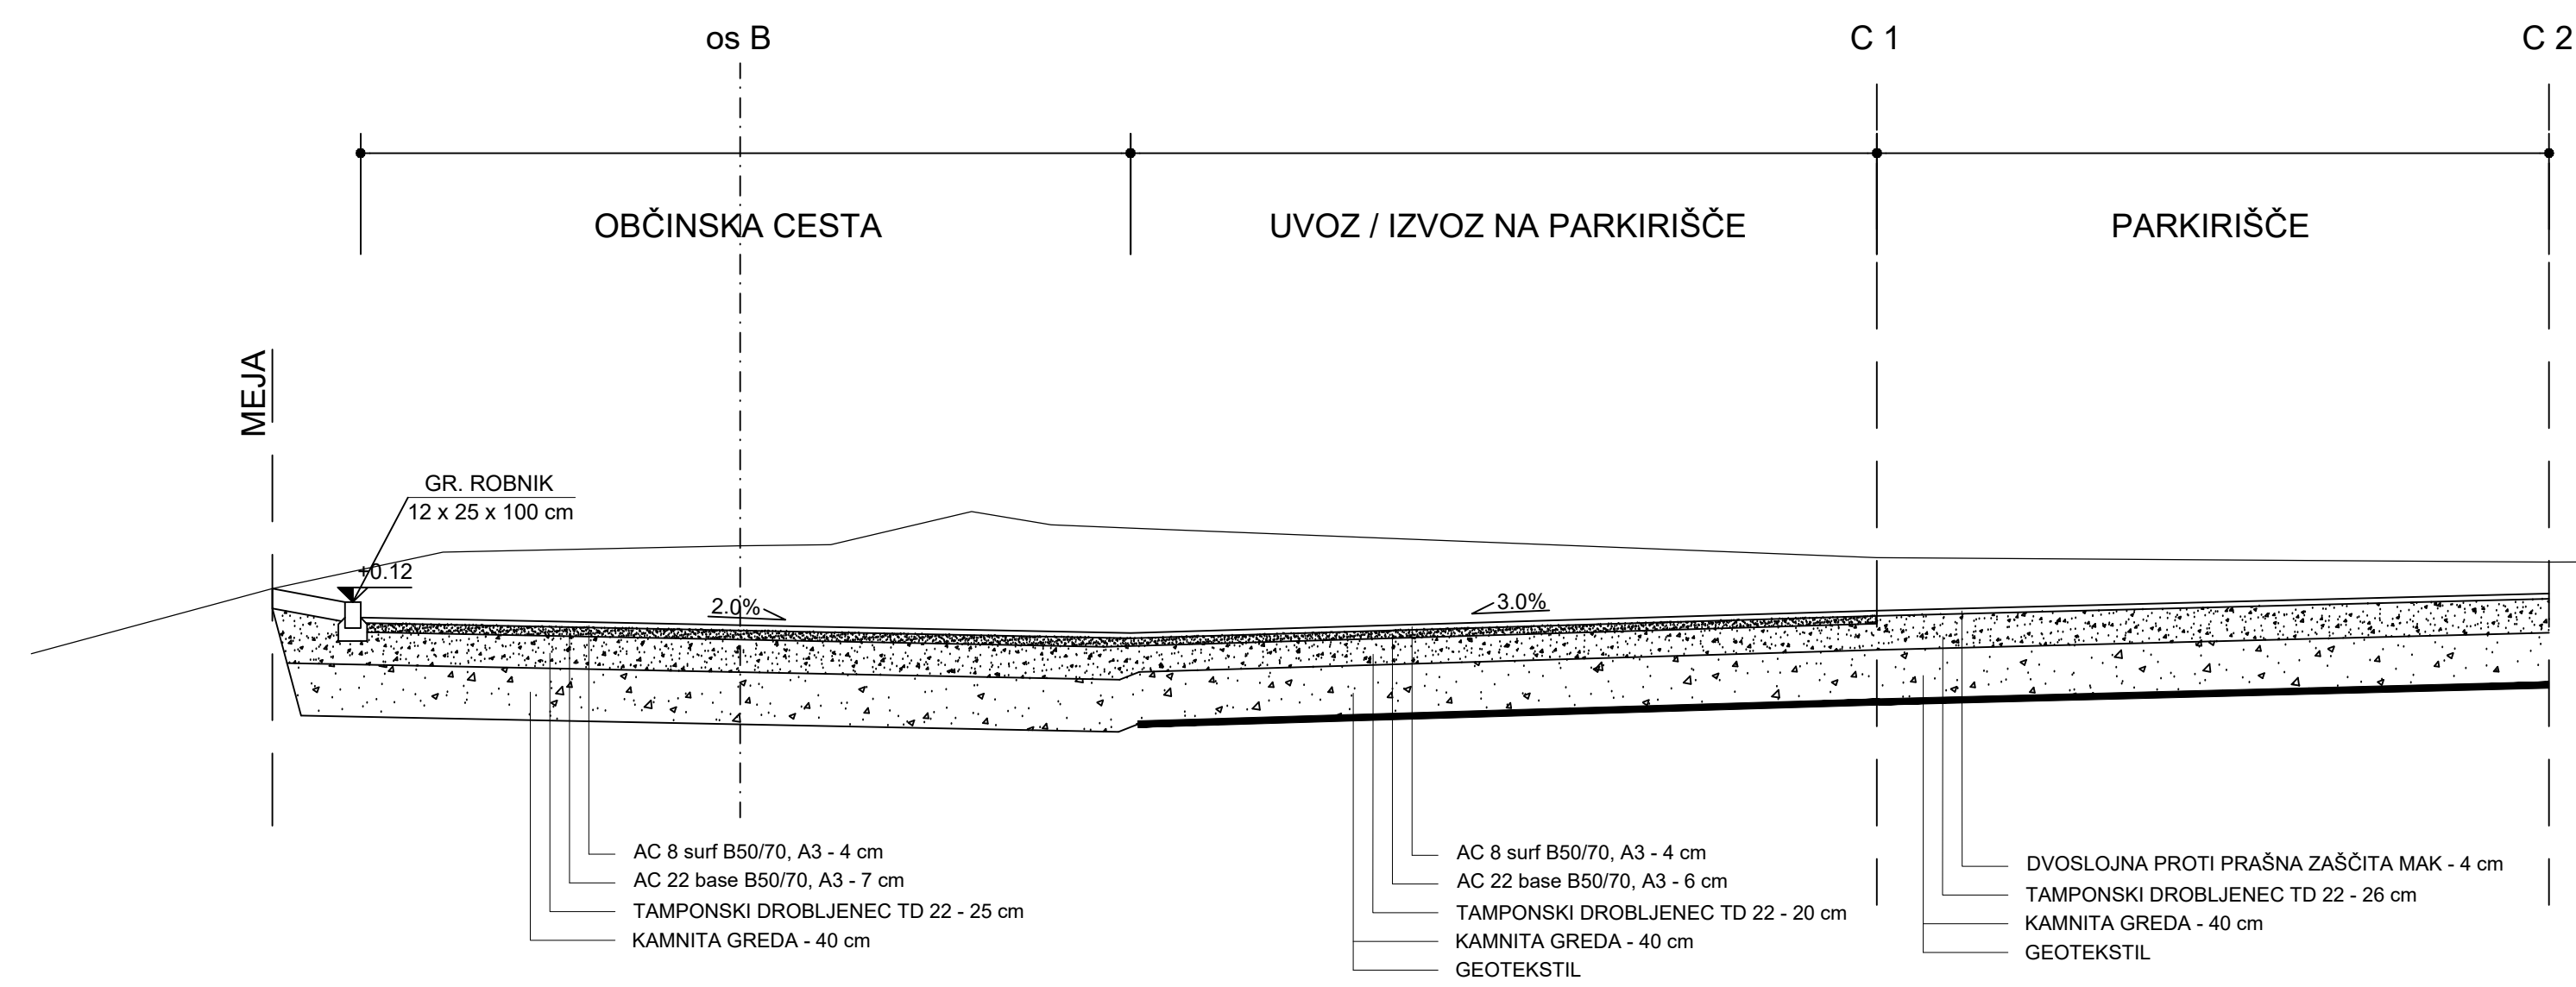 os B
C 1
C 2
OBČINSKA CESTA
UVOZ / IZVOZ NA PARKIRIŠČE
PARKIRIŠČE
MEJA
GR. ROBNIK
12 x 25 x 100 cm
+0.12
2.0%
3.0%
AC 8 surf B50/70, A3 - 4 cm
AC 22 base B50/70, A3 - 7 cm
TAMPONSKI DROBLJENEC TD 22 - 25 cm
KAMNITA GREDA - 40 cm
AC 8 surf B50/70, A3 - 4 cm
AC 22 base B50/70, A3 - 6 cm
TAMPONSKI DROBLJENEC TD 22 - 20 cm
KAMNITA GREDA - 40 cm
GEOTEKSTIL
DVOSLOJNA PROTI PRAŠNA ZAŠČITA MAK - 4 cm
TAMPONSKI DROBLJENEC TD 22 - 26 cm
KAMNITA GREDA - 40 cm
GEOTEKSTIL